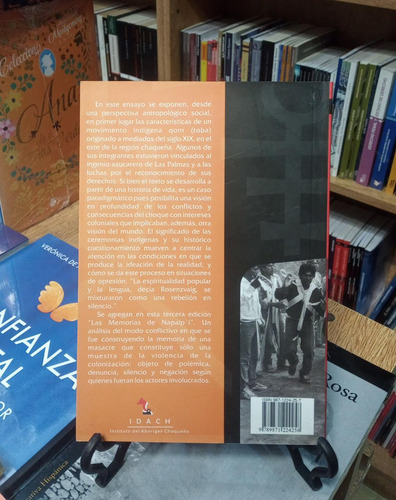 En este ensayo se exponen, desde
una perspectiva antropológico social,
en primer lugar las características de un
movimiento indígena qom (toba)
originado a mediados del siglo XIX, en el
este de la región chaqueña. Algunos de
sus integrantes estuvieron vinculados al
ingenio azucarero de Las Palmas y a las
luchas por el reconocimiento de sus
derechos. Si bien el texto se desarrolla a
partir de una historia de vida, es un caso
paradigmático pues posibilita una visión
en profundidad de los conflictos y
consecuencias del choque con intereses
coloniales que implicaban, además, otra
visión del mundo. El significado de las
ceremonias indígenas y su histórico
cuestionamiento mueven a centrar la
atención en las condiciones en que se
produce la ideación de la realidad, y
cómo se da este proceso en situaciones
de opresión. "La espiritualidad popular
y la lengua, decía Rosenzwaig, se
mixturaron como una rebelión en
silencio."
Se agregan en esta tercera edición
"Las Memorias de Napalp´i". Un
análisis del modo conflictivo en que se
fue construyendo la memoria de una
masacre que constituye sólo una
muestra de la violencia de la
colonización: objeto de polémica,
denuncia, silencio y negación según
quienes fueran los actores involucrados.
IDACH
Instituto del Aborigen Chaqueño
Ana
VERÓNICA DE
NFIANZA
TAL
OR
Rosa
ativa Hispánica